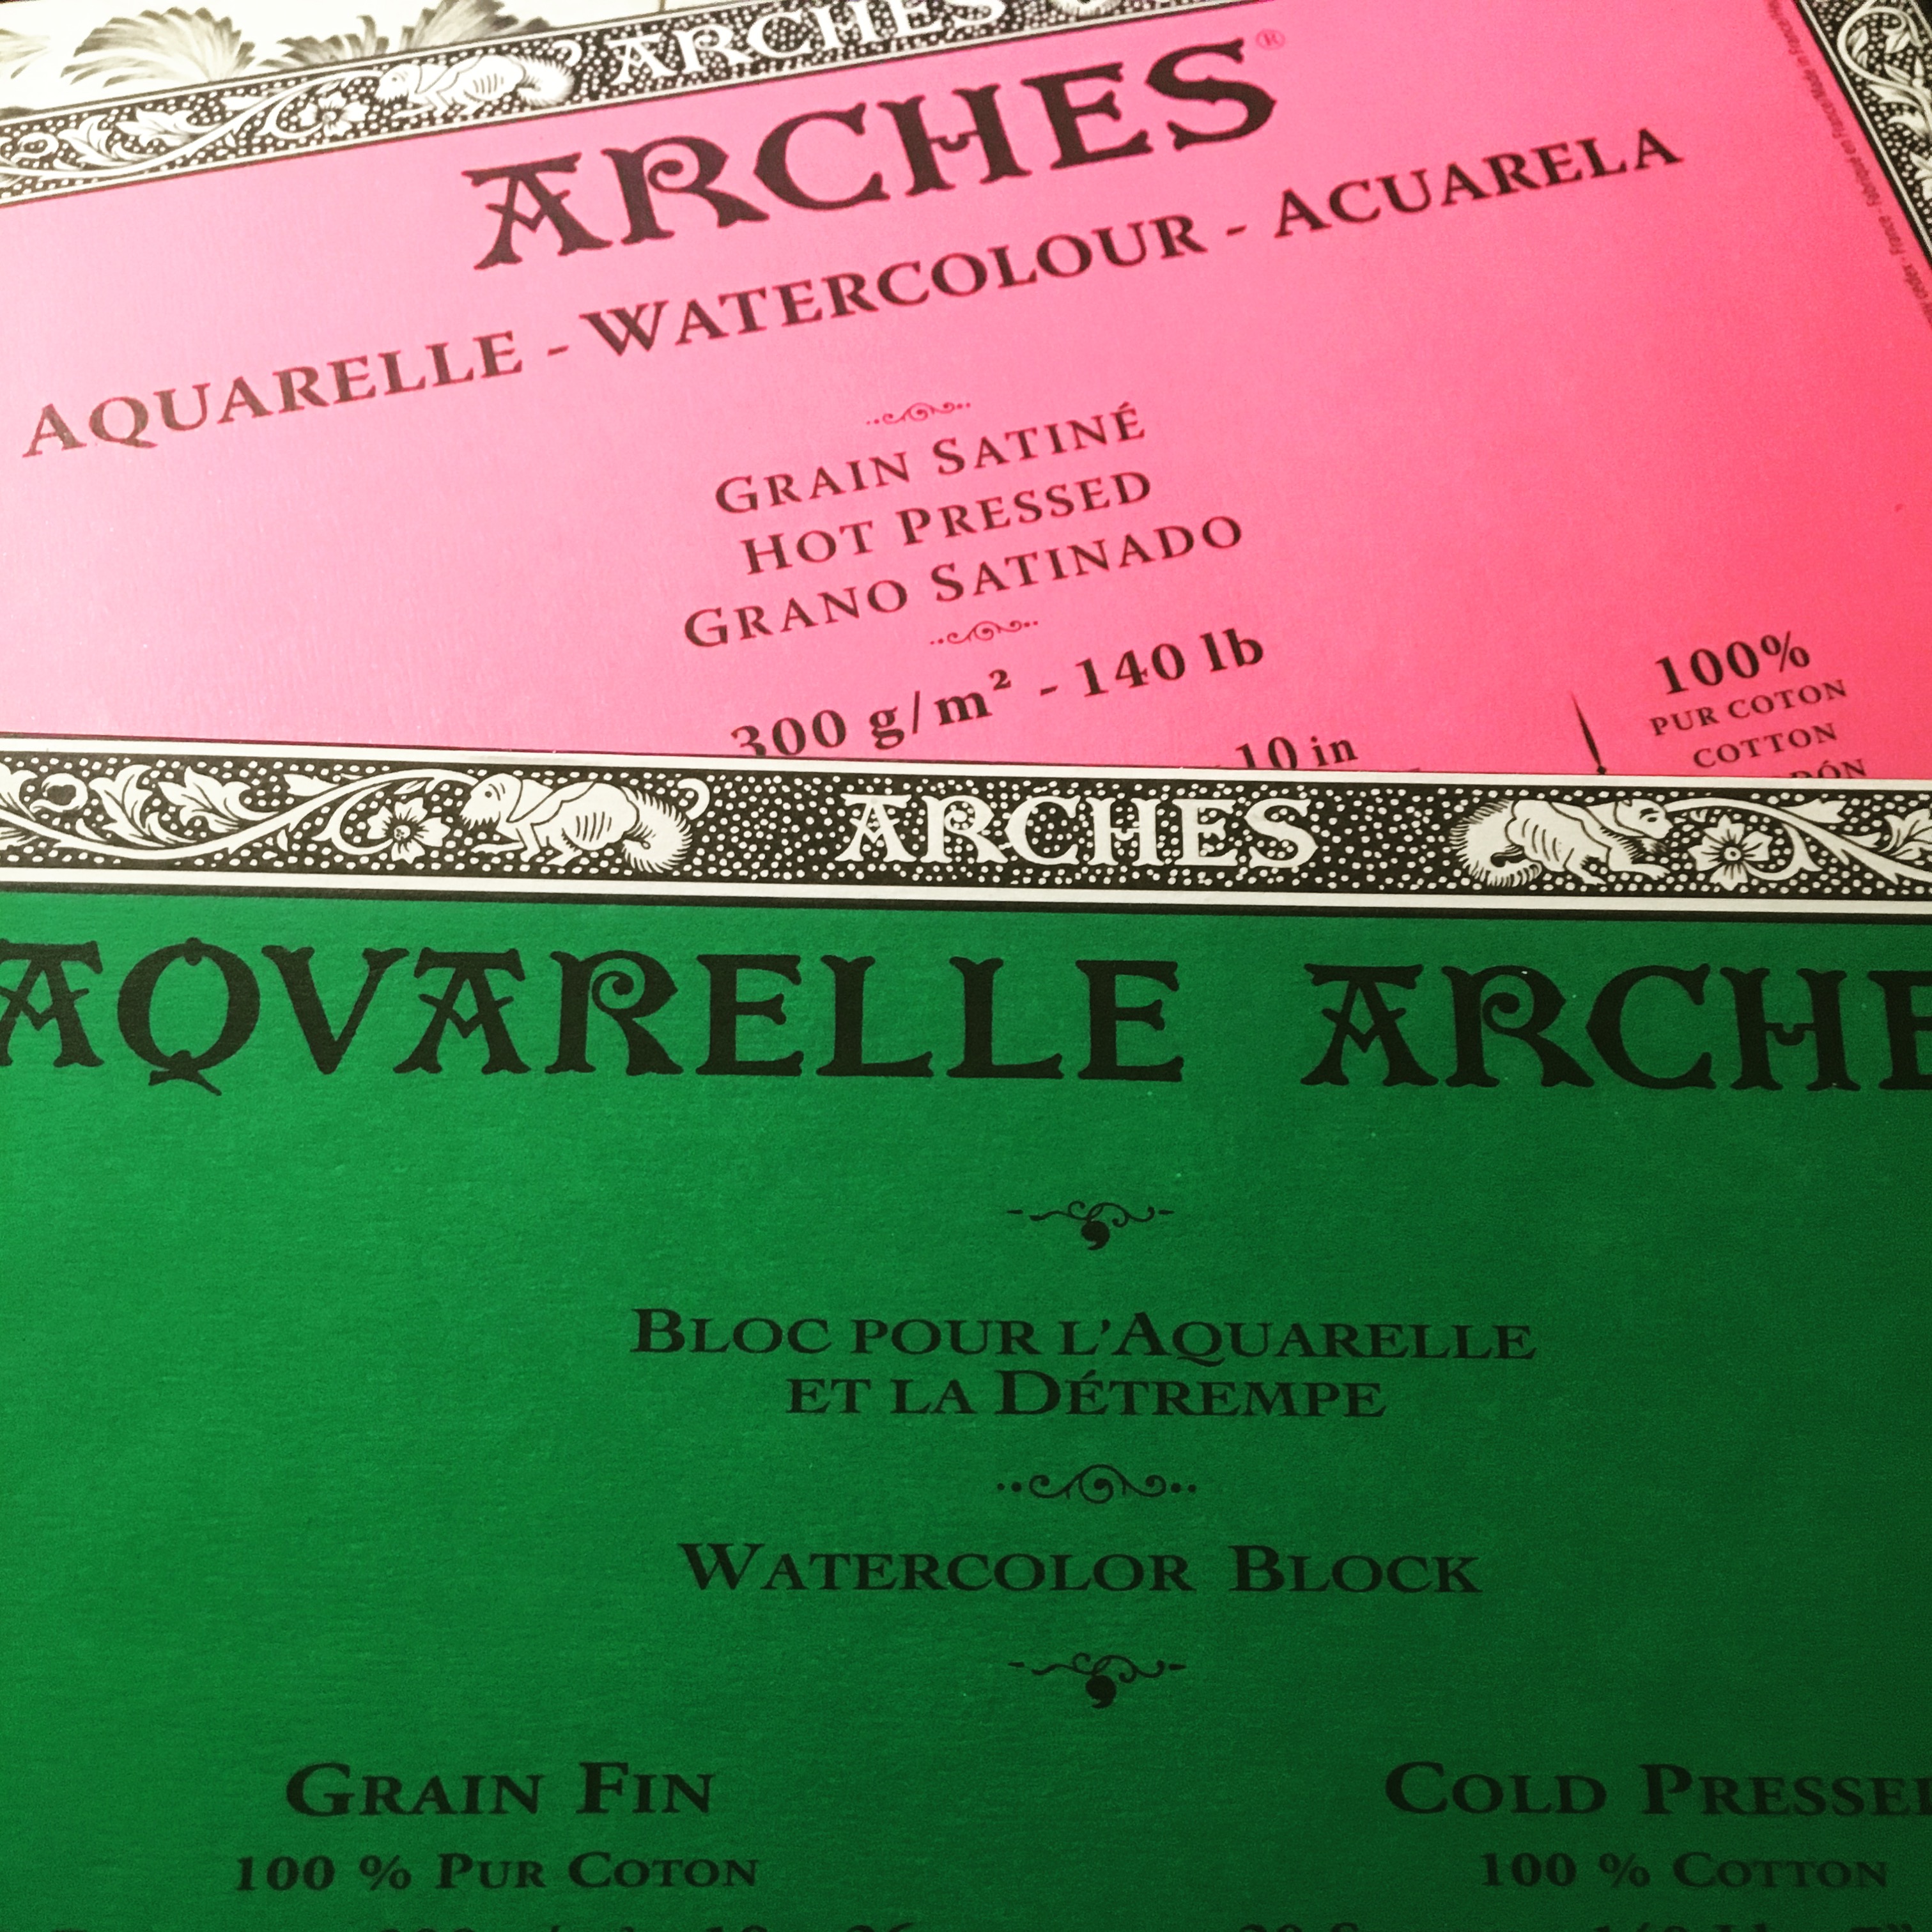 ARCHES
ARCHES®
AQUARELLE - WATERCOLOUR - ACUARELA
GRAIN SATINÉ
HOT PRESSED
GRANO SATINADO
300 g/m² - 140 lb
10 in
100%
PUR COTON
COTTON
ARCHES
AQVARELLE ARCHE
BLOC POUR L'AQUARELLE
ET LA DÉTREMPE
WATERCOLOR BLOCK
GRAIN FIN
COLD PRESSE
100 % PUR COTON
100 % COTTON